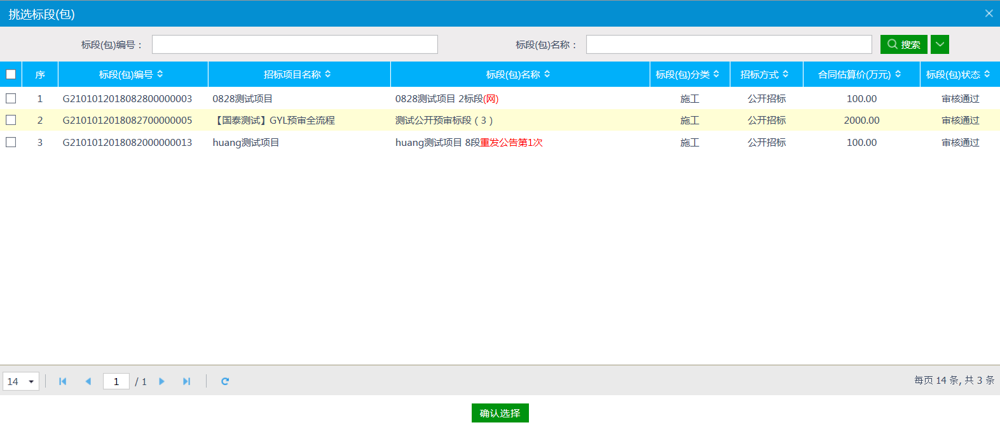 挑选标段(包)
标段(包)编号： 标段(包)名称： 搜索
序 标段(包)编号 招标项目名称 标段(包)名称 标段(包)分类 招标方式 合同估算价(万元) 标段(包)状态
1 G2101012018082800000003 0828测试项目 0828测试项目 2标段(网) 施工 公开招标 100.00 审核通过
2 G2101012018082700000005 【国泰测试】GYL预审全流程 测试公开预审标段（3） 施工 公开招标 2000.00 审核通过
3 G2101012018082000000013 huang测试项目 huang测试项目 8段重发公告第1次 施工 公开招标 100.00 审核通过
14 1 / 1 每页 14 条, 共 3 条
确认选择